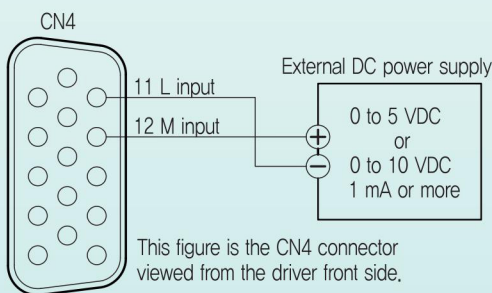 CN4
11 L input
12 M input
External DC power supply
+
−
0 to 5 VDC
or
0 to 10 VDC
1 mA or more
This figure is the CN4 connector
viewed from the driver front side.